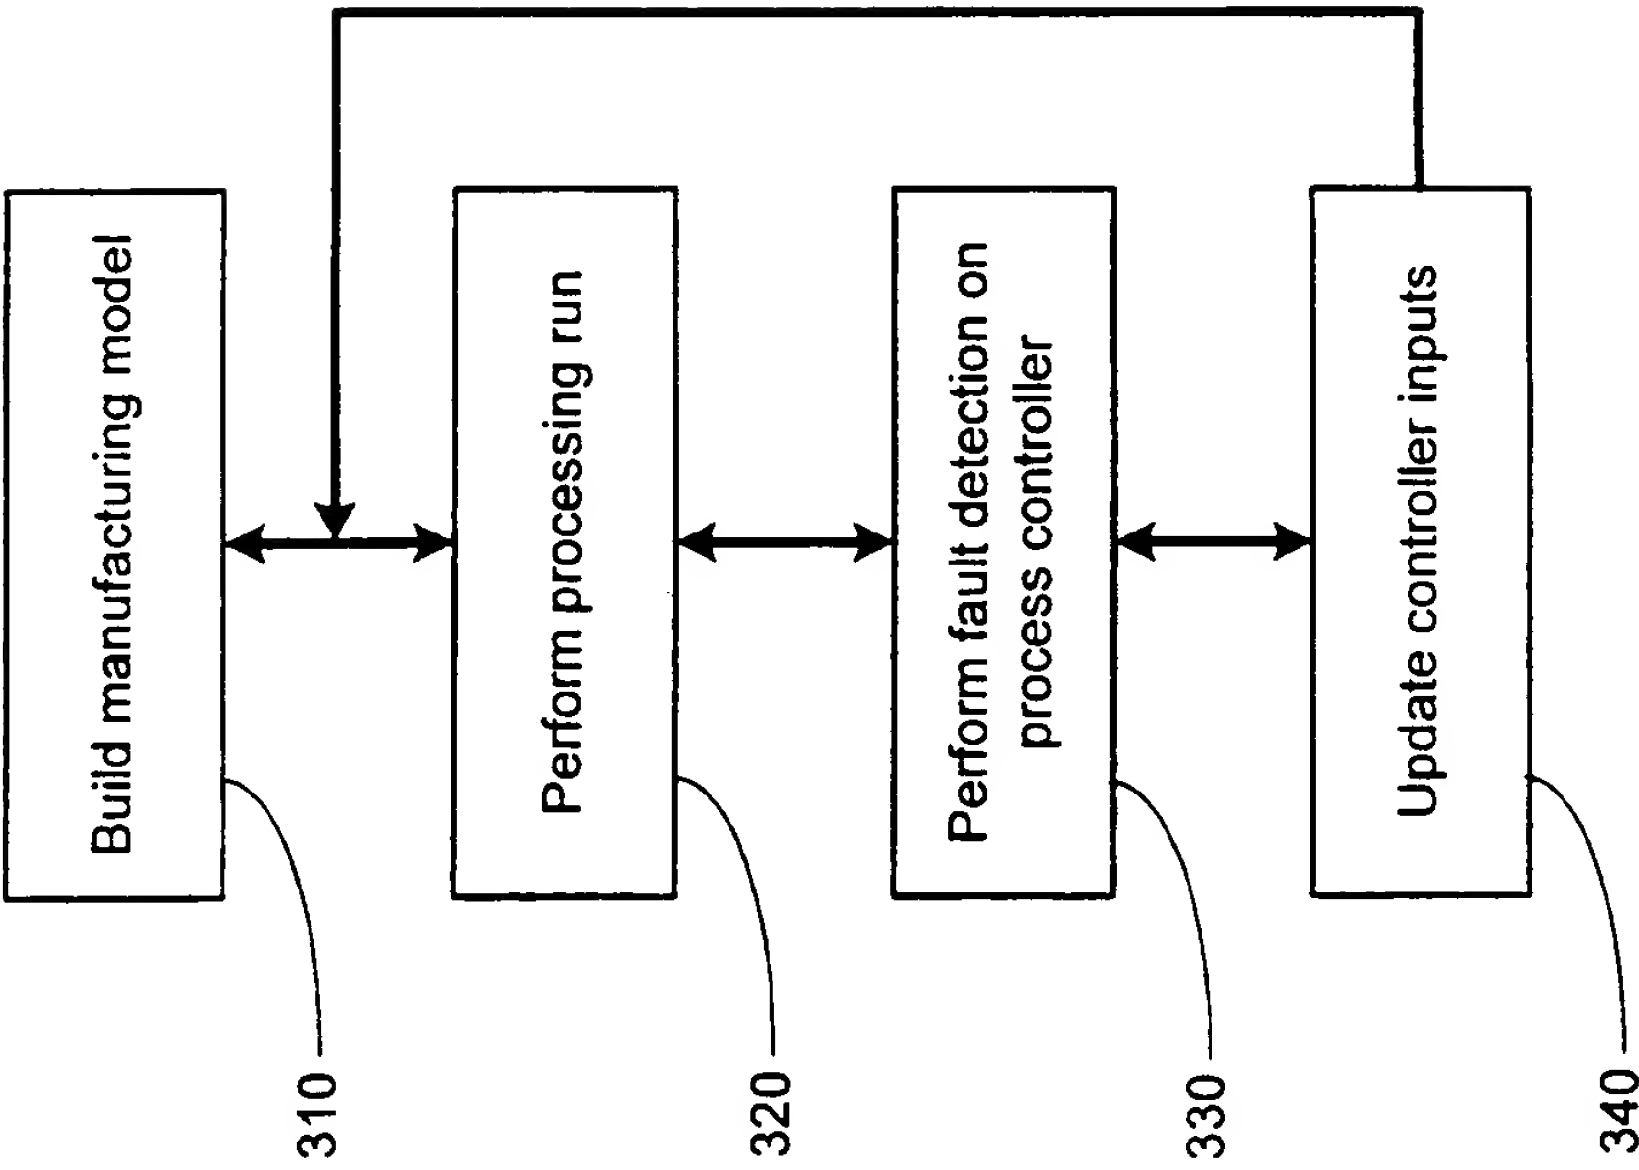 Build manufacturing model
310
Perform processing run
320
Perform fault detection on
process controller
330
Update controller inputs
340